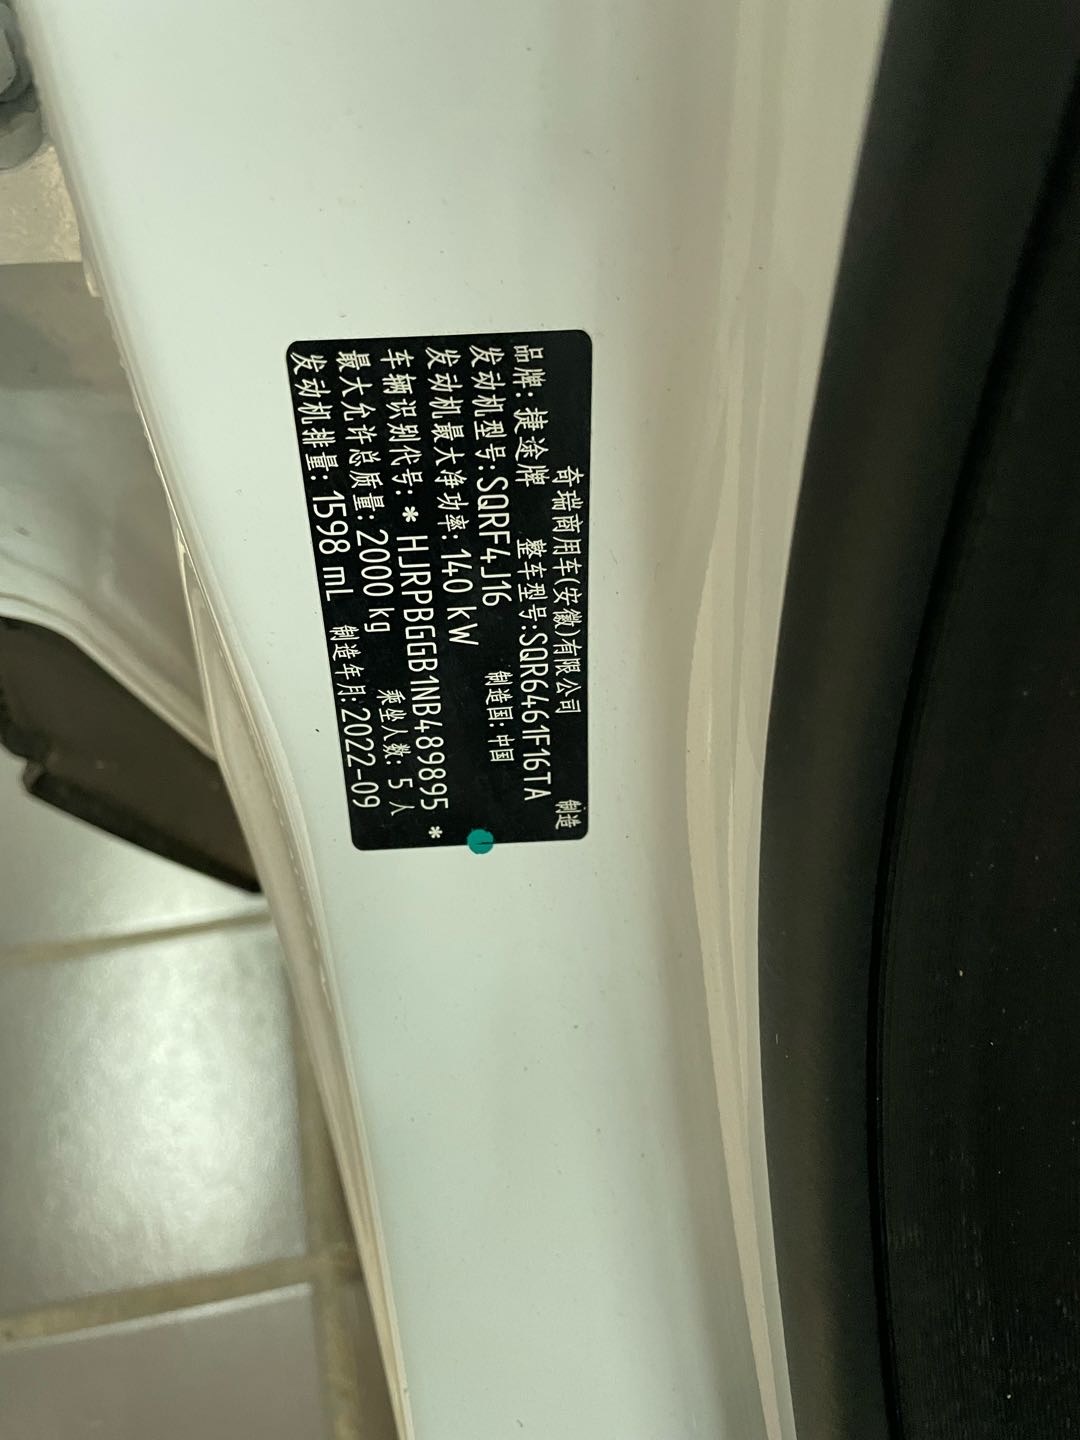 奇瑞商用车(安徽)有限公司 制造
品牌：捷途牌 整车型号:SQR6461F16TA
发动机型号:SQRF4J16 制造国：中国
发动机最大净功率：140 kW
车辆识别代号：* HJRPBGGB1NB489895 *
最大允许总质量：2000 kg 乘坐人数：5 人
发动机排量：1598 mL 制造年月:2022-09